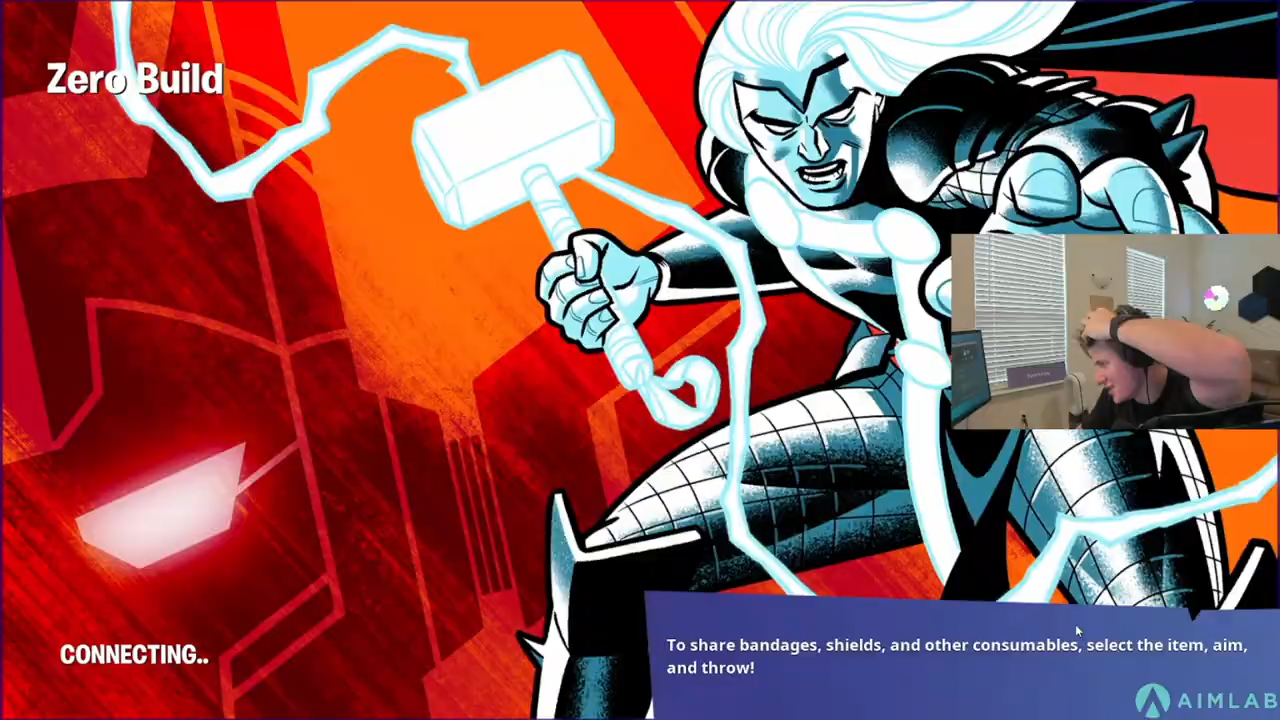 Zero Build
CONNECTING..
To share bandages, shields, and other consumables, select the item, aim,
and throw!
AIMLAB